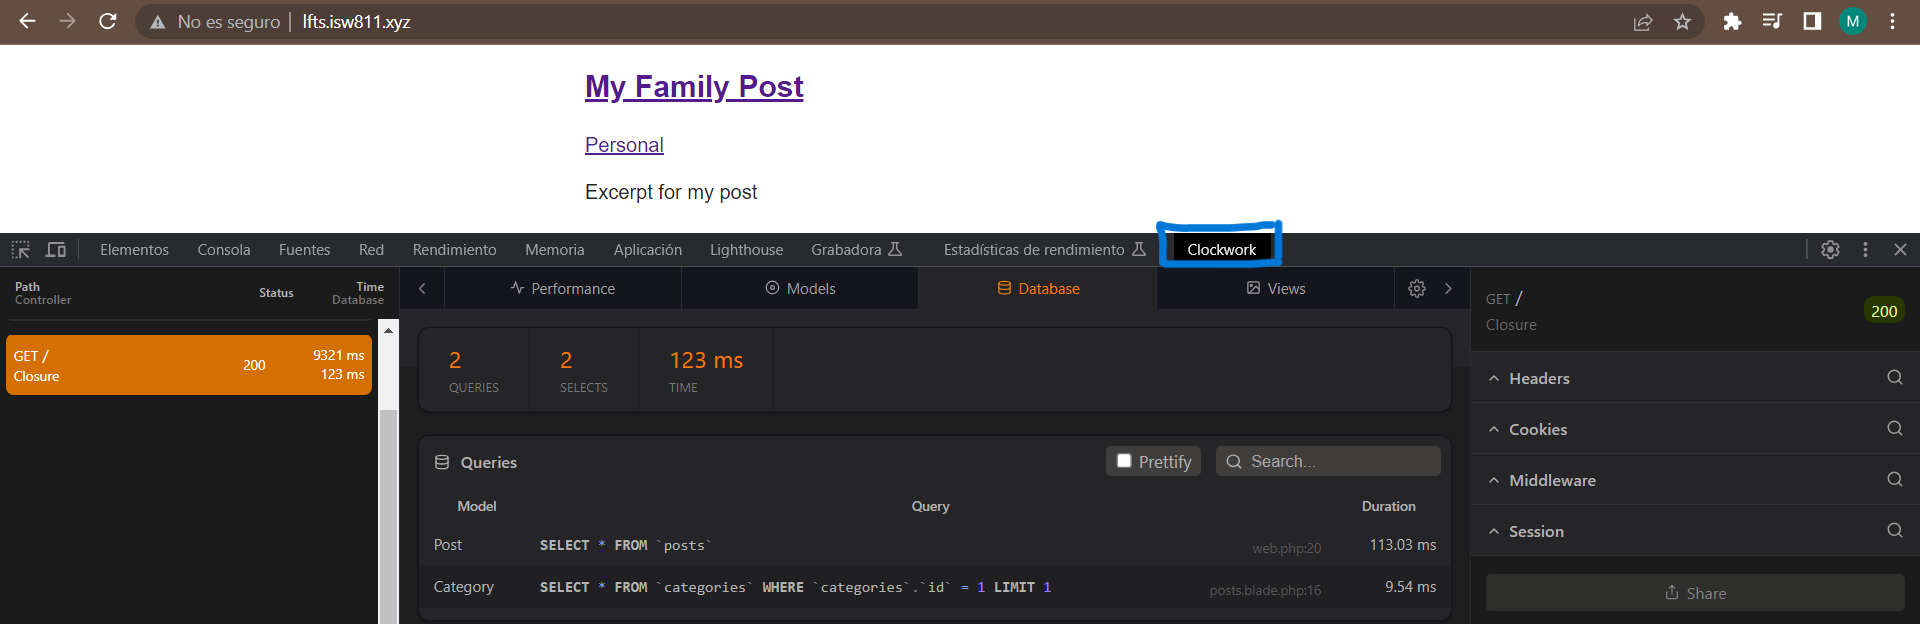 No es seguro | lfts.isw811.xyz
M
My Family Post
Personal
Excerpt for my post
Elementos Consola Fuentes Red Rendimiento Memoria Aplicación Lighthouse Grabadora Estadísticas de rendimiento Clockwork
Path Status Time
Controller Database
GET / 200 9321 ms
Closure 123 ms
Performance Models Database Views
2 2 123 ms
QUERIES SELECTS TIME
Queries Prettify Search...
Model Query Duration
Post SELECT * FROM `posts` web.php:20 113.03 ms
Category SELECT * FROM `categories` WHERE `categories`.`id` = 1 LIMIT 1 posts.blade.php:16 9.54 ms
GET / 200
Closure
Headers
Cookies
Middleware
Session
Share